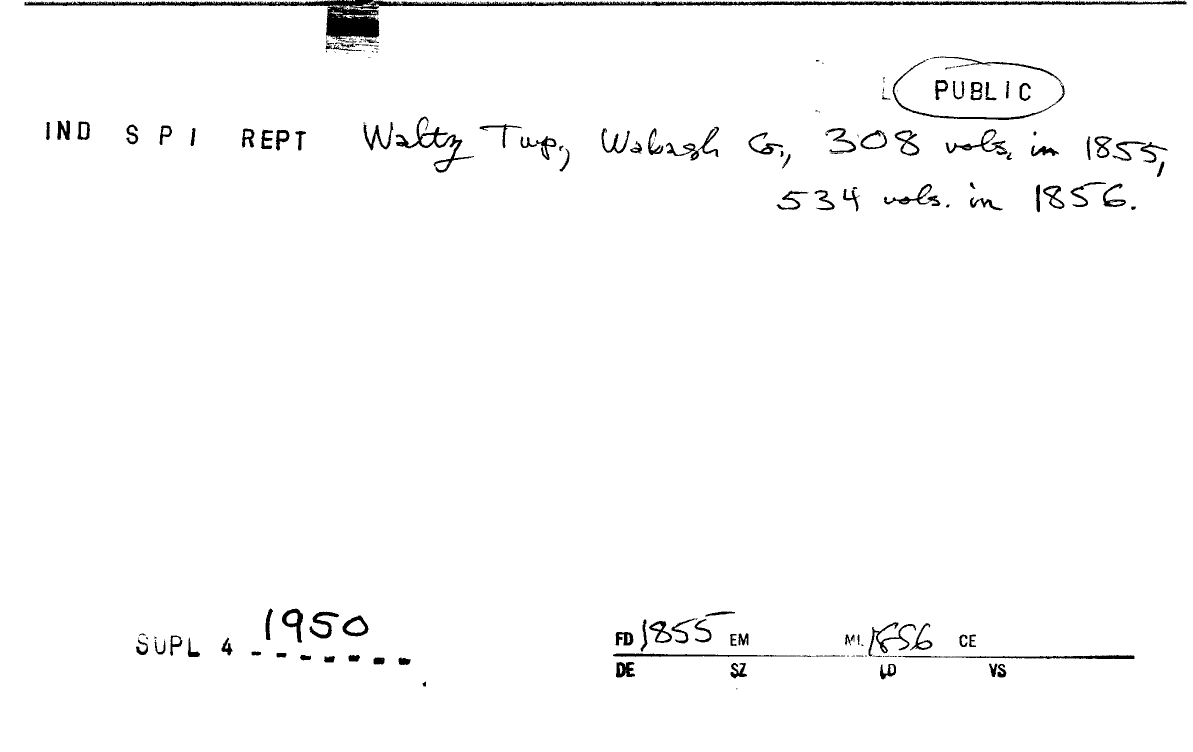 PUBLIC
IND S P I REPT Waltz Twp., Wabash Co., 308 vols. in 1855,
534 vols. in 1856.
SUPL 4 1950
FD 1855 EM ML 1856 CE
DE SZ LD VS